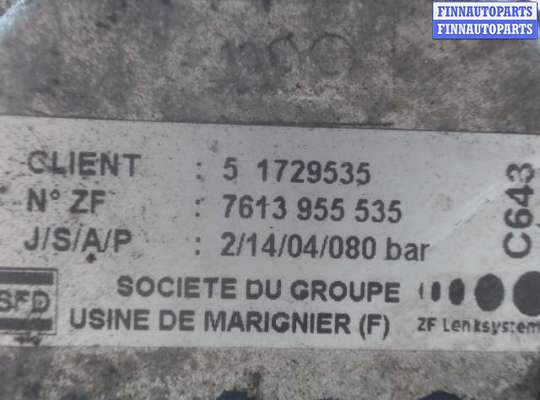 FINNAUTOPARTS
FINNAUTOPARTS
CLIENT : 5 1729535
N° ZF : 7613 955 535
J/S/A/P : 2/14/04/080 bar
C643
SFD
SOCIETE DU GROUPE
USINE DE MARIGNIER (F)
ZF Lenksystem